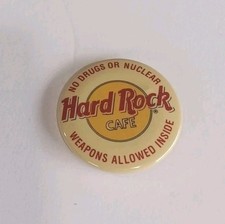 NO DRUGS OR NUCLEAR
Hard Rock
CAFE
WEAPONS ALLOWED INSIDE